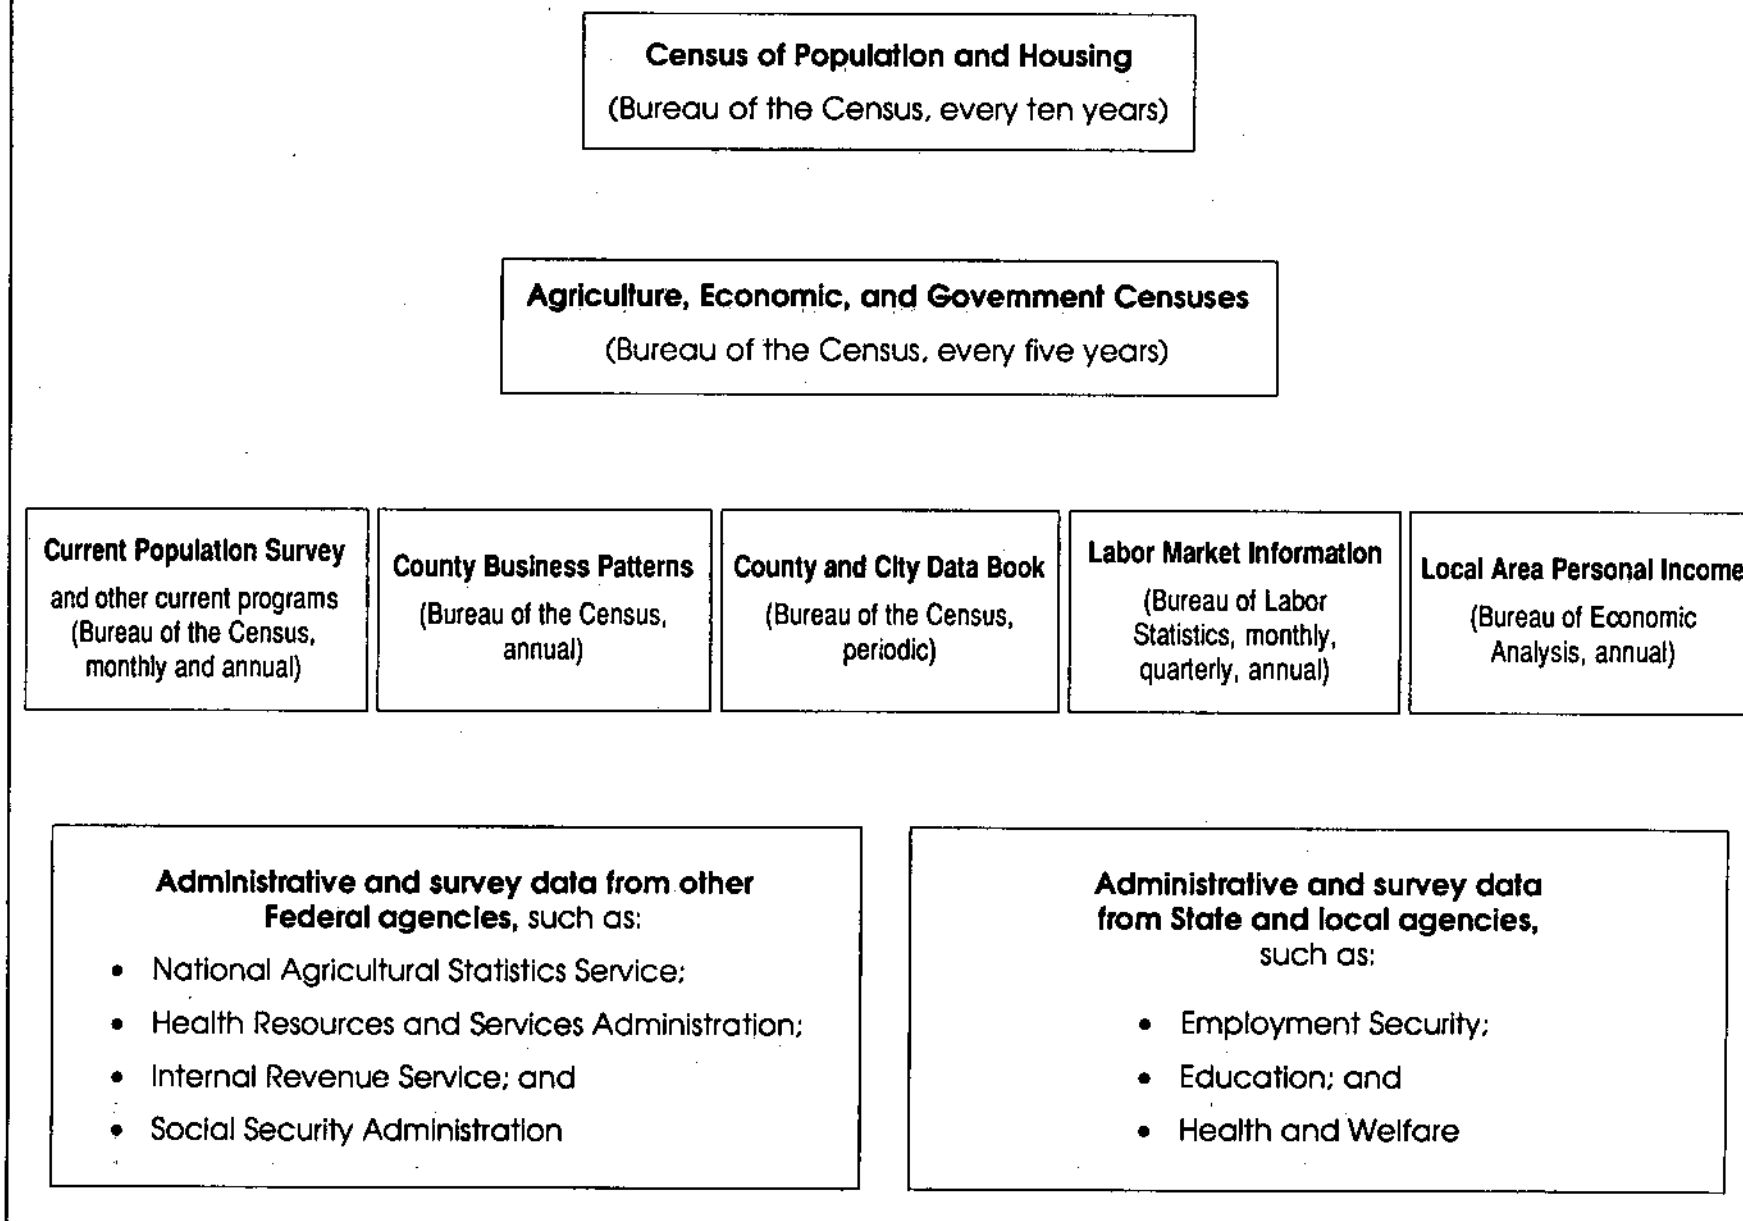 Census of Population and Housing
(Bureau of the Census, every ten years)
Agriculture, Economic, and Government Censuses
(Bureau of the Census, every five years)
Current Population Survey
and other current programs
(Bureau of the Census,
monthly and annual)
County Business Patterns
(Bureau of the Census,
annual)
County and City Data Book
(Bureau of the Census,
periodic)
Labor Market Information
(Bureau of Labor
Statistics, monthly,
quarterly, annual)
Local Area Personal Income
(Bureau of Economic
Analysis, annual)
Administrative and survey data from other
Federal agencies, such as:
• National Agricultural Statistics Service;
• Health Resources and Services Administration;
• Internal Revenue Service; and
• Social Security Administration
Administrative and survey data
from State and local agencies,
such as:
• Employment Security;
• Education; and
• Health and Welfare